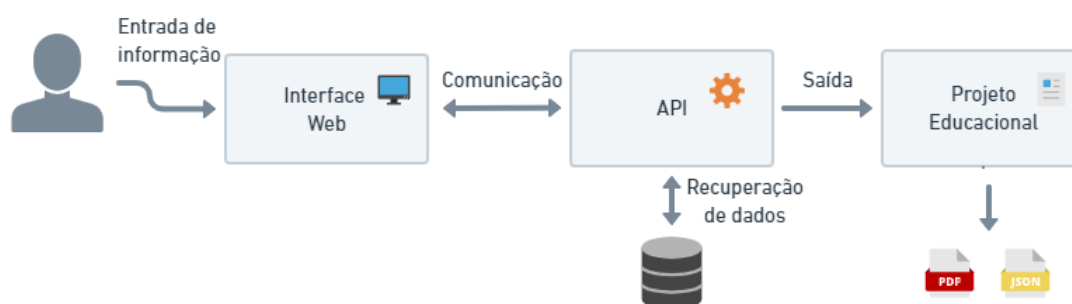 Entrada de
informação
Interface
Web
Comunicação
API
Saída
Projeto
Educacional
Recuperação
de dados
PDF
JSON